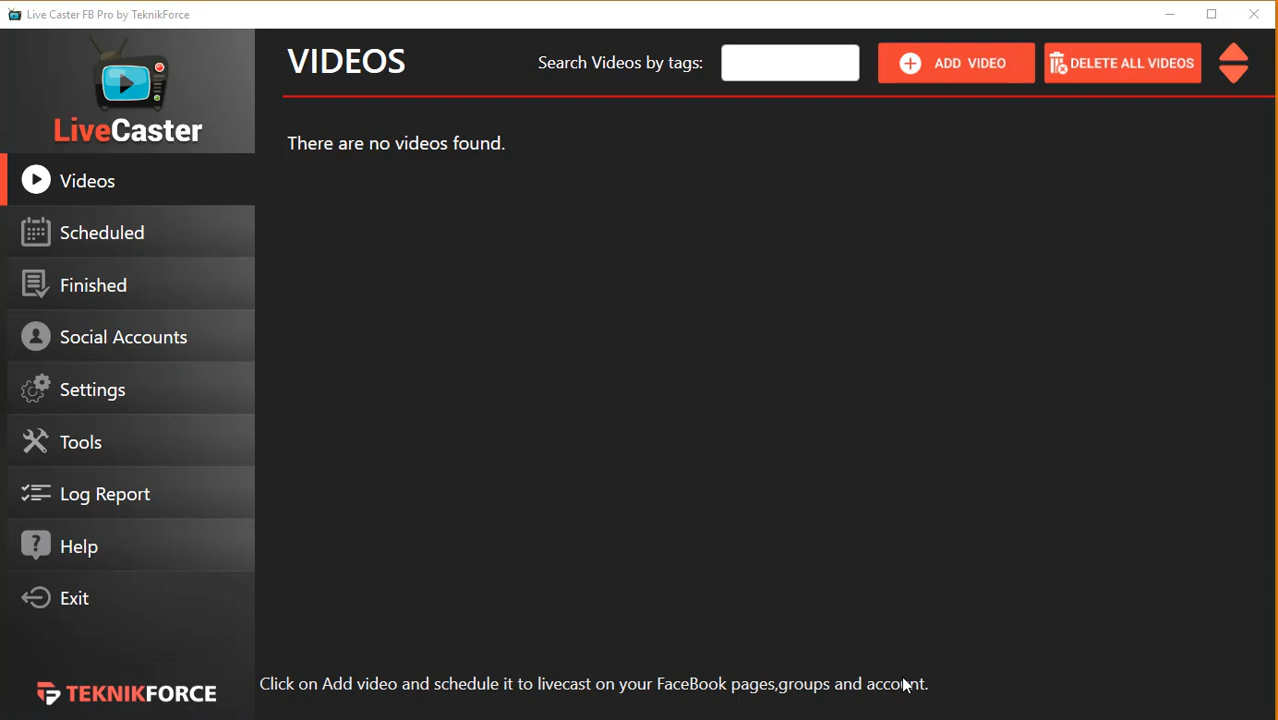 Live Caster FB Pro by TeknikForce
LiveCaster
VIDEOS
Search Videos by tags:
ADD VIDEO
DELETE ALL VIDEOS
There are no videos found.
Videos
Scheduled
Finished
Social Accounts
Settings
Tools
Log Report
Help
Exit
TEKNIKFORCE
Click on Add video and schedule it to livecast on your FaceBook pages,groups and account.